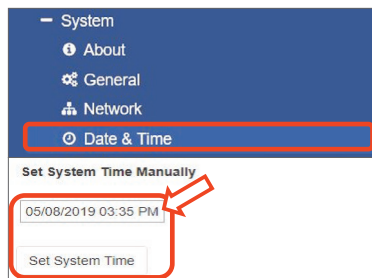 System
About
General
Network
Date & Time
Set System Time Manually
05/08/2019 03:35 PM
Set System Time